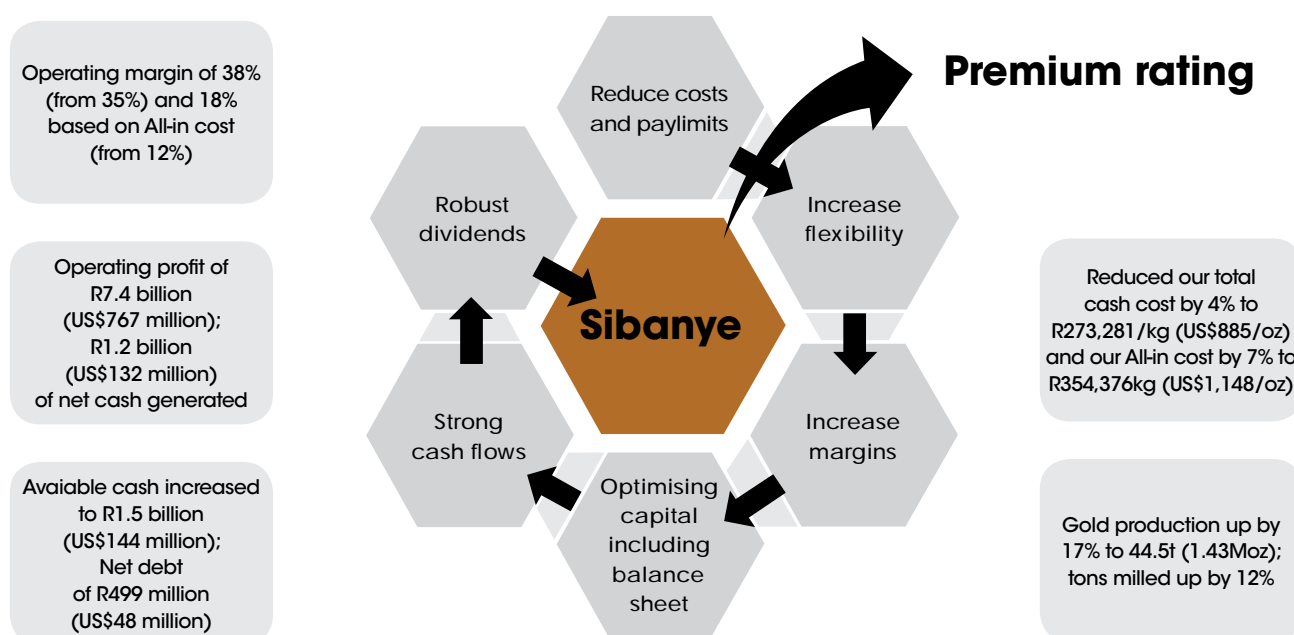 Operating margin of 38%
(from 35%) and 18%
based on All-in cost
(from 12%)
Operating profit of
R7.4 billion
(US$767 million);
R1.2 billion
(US$132 million)
of net cash generated
Avaiable cash increased
to R1.5 billion
(US$144 million);
Net debt
of R499 million
(US$48 million)
Reduce costs
and paylimits
Increase
flexibility
Increase
margins
Optimising
capital
including
balance
sheet
Strong
cash flows
Robust
dividends
Sibanye
Premium rating
Reduced our total
cash cost by 4% to
R273,281/kg (US$885/oz)
and our All-in cost by 7% to
R354,376kg (US$1,148/oz)
Gold production up by
17% to 44.5t (1.43Moz);
tons milled up by 12%